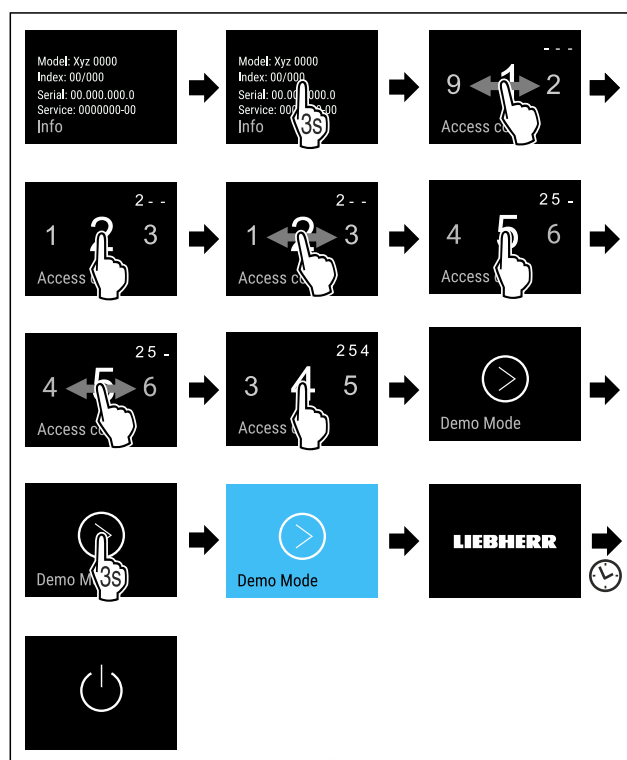 Model: Xyz 0000
Index: 00/000
Serial: 00.000.000.0
Service: 0000000-00
Info
Model: Xyz 0000
Index: 00/000
Serial: 00.000.000.0
Service: 00 00
Info
3s
- - -
9 1 2
Access c
2 - -
1 2 3
Access
2 - -
1 2 3
Access c
2 5 -
4 5 6
Access
2 5 -
4 5 6
Access c
2 5 4
3 4 5
Access
Demo Mode
Demo M
3s
Demo Mode
LIEBHERR